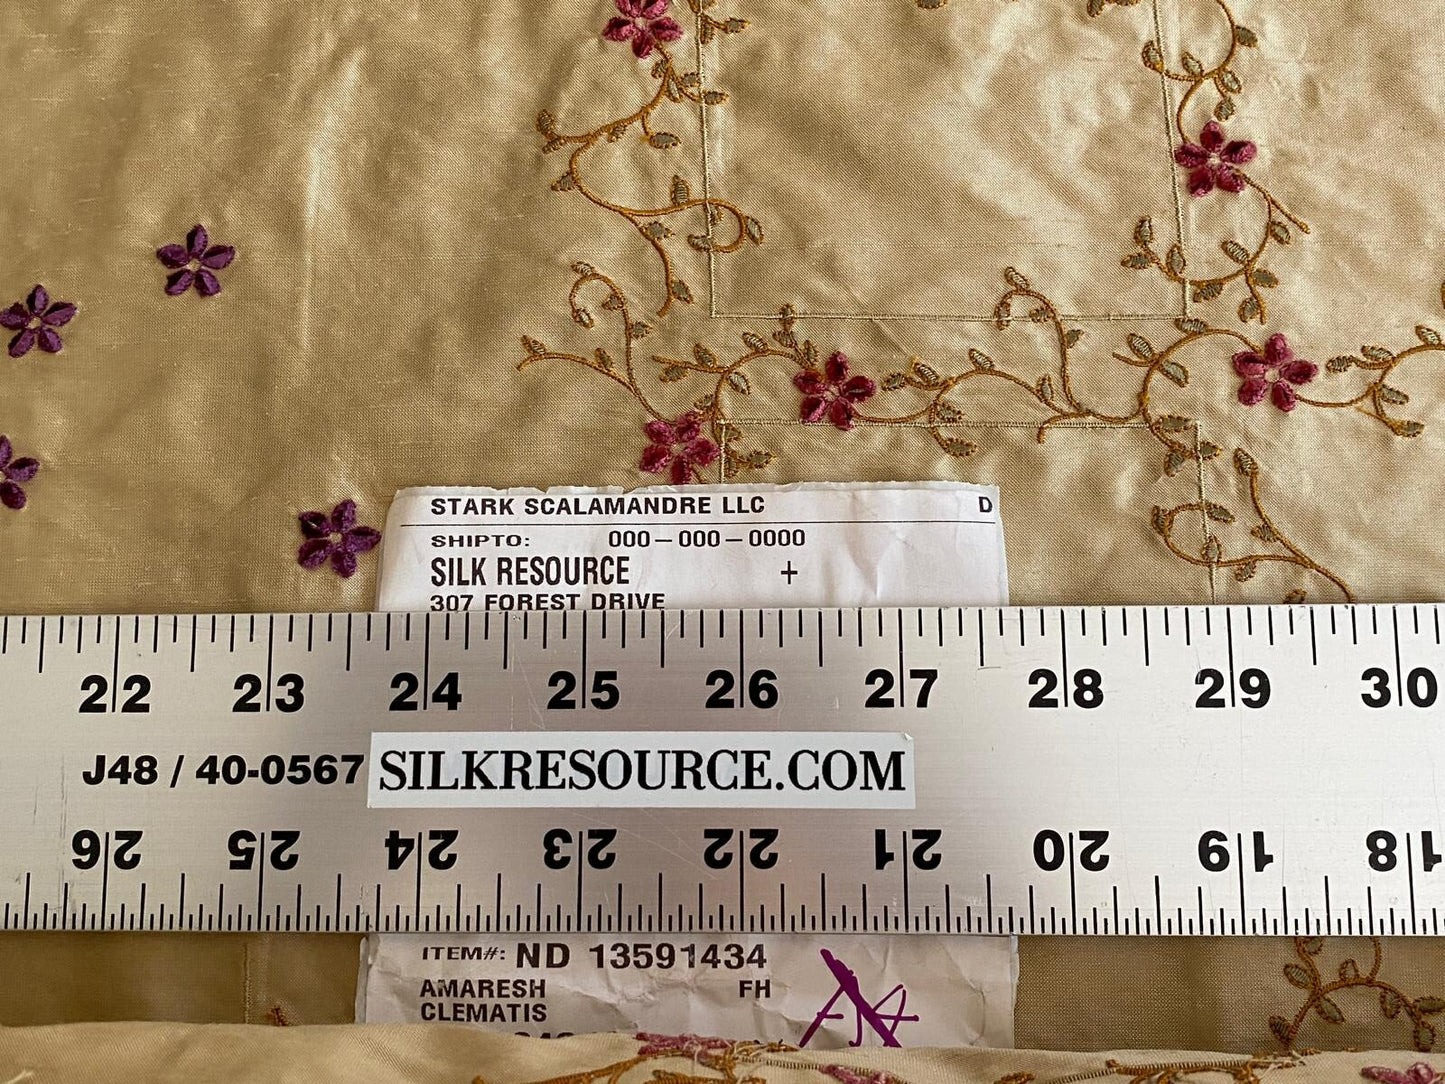 STARK SCALAMANDRE LLC D
SHIPTO: 000-000-0000
SILK RESOURCE +
307 FOREST DRIVE
22 23 24 25 26 27 28 29 30
J48 / 40-0567 SILKRESOURCE.COM
26 25 24 23 22 21 20 19 18
ITEM#: ND 13591434
AMARESH FH
CLEMATIS